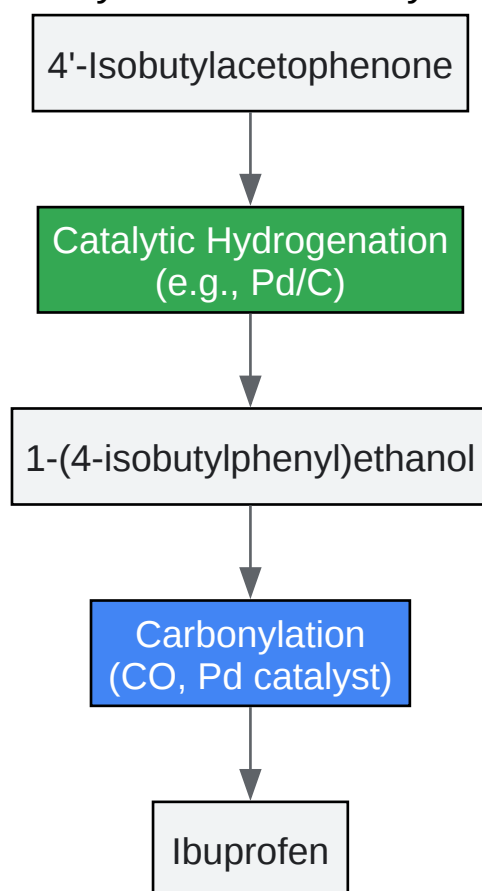 4'-Isobutylacetophenone
Catalytic Hydrogenation
(e.g., Pd/C)
1-(4-isobutylphenyl)ethanol
Carbonylation
(CO, Pd catalyst)
Ibuprofen